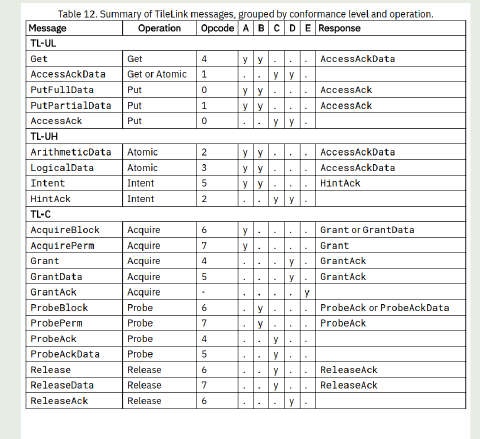 Table 12. Summary of TileLink messages, grouped by conformance level and operation.
Message Operation Opcode A B C D E Response
TL-UL
Get Get 4 y y . . . AccessAckData
AccessAckData Get or Atomic 1 . . y y .
PutFullData Put 0 y y . . . AccessAck
PutPartialData Put 1 y y . . . AccessAck
AccessAck Put 0 . . y y .
TL-UH
ArithmeticData Atomic 2 y y . . . AccessAckData
LogicalData Atomic 3 y y . . . AccessAckData
Intent Intent 5 y y . . . HintAck
HintAck Intent 2 . . y y .
TL-C
AcquireBlock Acquire 6 y . . . . Grant or GrantData
AcquirePerm Acquire 7 y . . . . Grant
Grant Acquire 4 . . . y . GrantAck
GrantData Acquire 5 . . . y . GrantAck
GrantAck Acquire - . . . . y
ProbeBlock Probe 6 . y . . . ProbeAck or ProbeAckData
ProbePerm Probe 7 . y . . . ProbeAck
ProbeAck Probe 4 . . y . .
ProbeAckData Probe 5 . . y . .
Release Release 6 . . y . . ReleaseAck
ReleaseData Release 7 . . y . . ReleaseAck
ReleaseAck Release 6 . . . y .